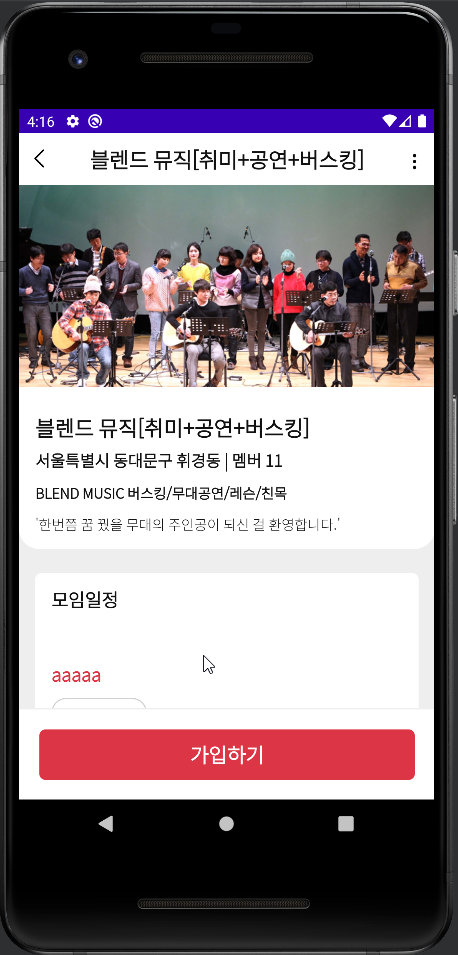 4:16
블렌드 뮤직[취미+공연+버스킹]
블렌드 뮤직[취미+공연+버스킹]
서울특별시 동대문구 휘경동 | 멤버 11
BLEND MUSIC 버스킹/무대공연/레슨/친목
'한번쯤 꿈 꿨을 무대의 주인공이 되신 걸 환영합니다.'
모임일정
aaaaa
가입하기